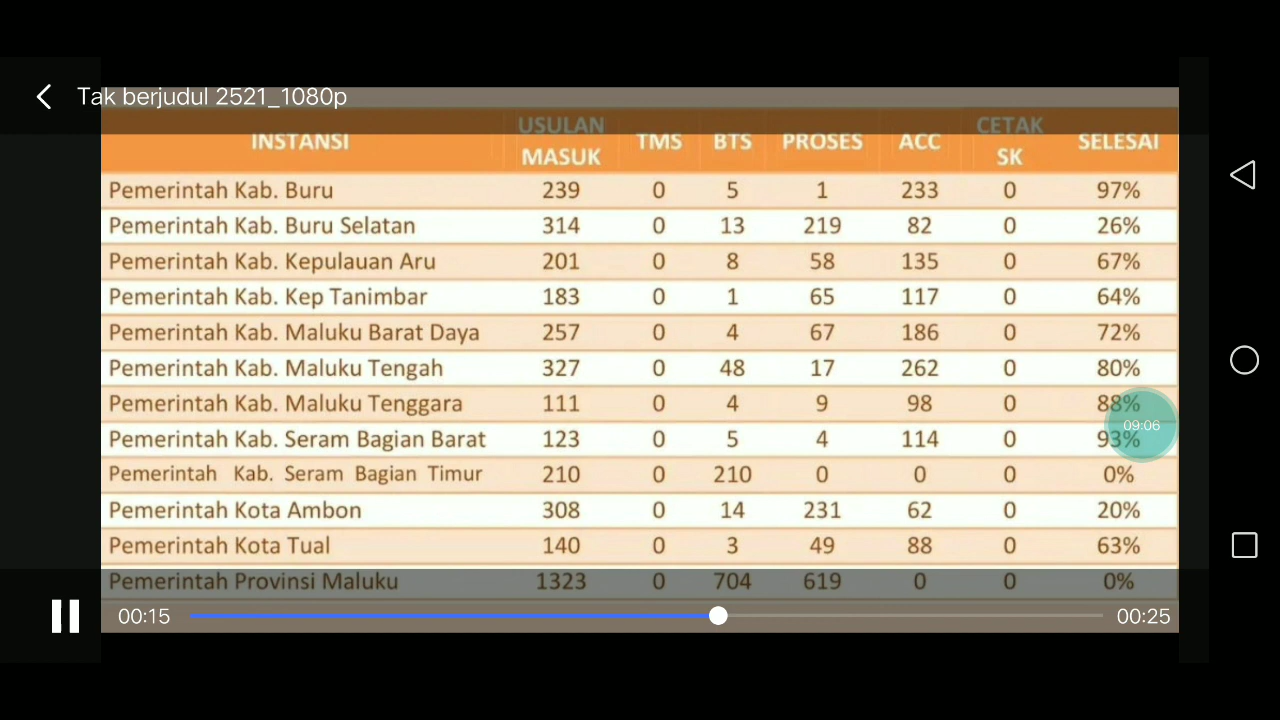 Tak berjudul 2521_1080p
INSTANSI USULAN MASUK TMS BTS PROSES ACC CETAK SK SELESAI
Pemerintah Kab. Buru 239 0 5 1 233 0 97%
Pemerintah Kab. Buru Selatan 314 0 13 219 82 0 26%
Pemerintah Kab. Kepulauan Aru 201 0 8 58 135 0 67%
Pemerintah Kab. Kep Tanimbar 183 0 1 65 117 0 64%
Pemerintah Kab. Maluku Barat Daya 257 0 4 67 186 0 72%
Pemerintah Kab. Maluku Tengah 327 0 48 17 262 0 80%
Pemerintah Kab. Maluku Tenggara 111 0 4 9 98 0 88%
09:06
Pemerintah Kab. Seram Bagian Barat 123 0 5 4 114 0 93%
Pemerintah Kab. Seram Bagian Timur 210 0 210 0 0 0 0%
Pemerintah Kota Ambon 308 0 14 231 62 0 20%
Pemerintah Kota Tual 140 0 3 49 88 0 63%
Pemerintah Provinsi Maluku 1323 0 704 619 0 0 0%
00:15 00:25